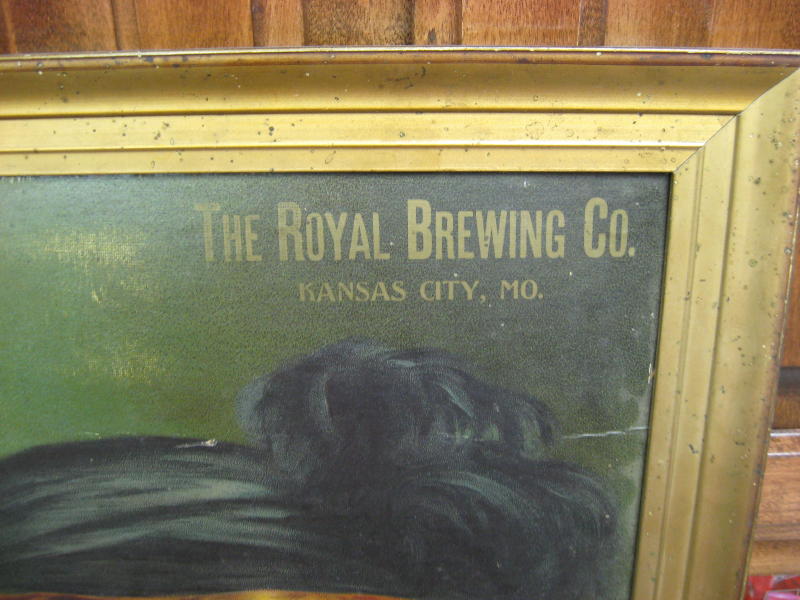 The Royal Brewing Co.
Kansas City, Mo.